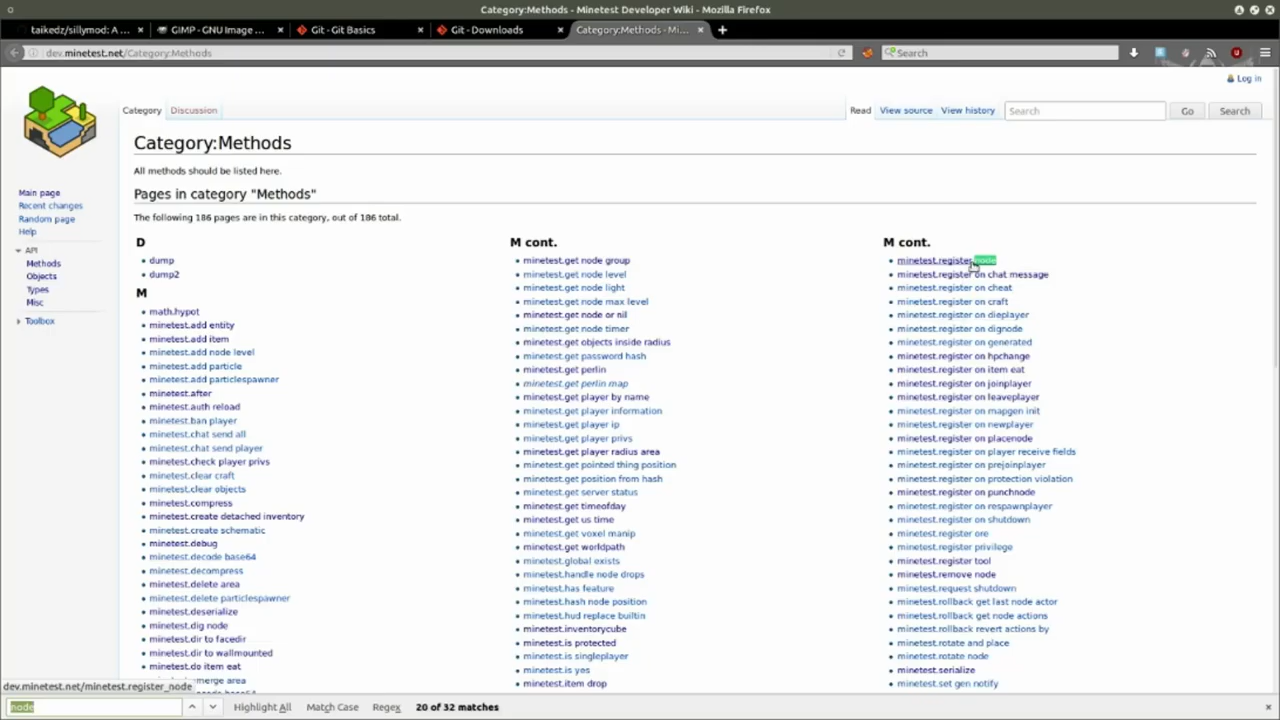 Category:Methods - Minetest Developer Wiki - Mozilla Firefox
taikedz/sillymod: A ...
GIMP - GNU Image ...
Git - Git Basics
Git - Downloads
Category:Methods - Mi...
dev.minetest.net/Category:Methods
Search
Log in
Category
Discussion
Read
View source
View history
Search
Go
Search
Category:Methods
All methods should be listed here.
Pages in category "Methods"
The following 186 pages are in this category, out of 186 total.
Main page
Recent changes
Random page
Help
API
Methods
Objects
Types
Misc
Toolbox
D
dump
dump2
M
math.hypot
minetest.add entity
minetest.add item
minetest.add node level
minetest.add particle
minetest.add particlespawner
minetest.after
minetest.auth reload
minetest.ban player
minetest.chat send all
minetest.chat send player
minetest.check player privs
minetest.clear craft
minetest.clear objects
minetest.compress
minetest.create detached inventory
minetest.create schematic
minetest.debug
minetest.decode base64
minetest.decompress
minetest.delete area
minetest.delete particlespawner
minetest.deserialize
minetest.dig node
minetest.dir to facedir
minetest.dir to wallmounted
minetest.do item eat
M cont.
minetest.get node group
minetest.get node level
minetest.get node light
minetest.get node max level
minetest.get node or nil
minetest.get node timer
minetest.get objects inside radius
minetest.get password hash
minetest.get perlin
minetest.get perlin map
minetest.get player by name
minetest.get player information
minetest.get player ip
minetest.get player privs
minetest.get player radius area
minetest.get pointed thing position
minetest.get position from hash
minetest.get server status
minetest.get timeofday
minetest.get us time
minetest.get voxel manip
minetest.get worldpath
minetest.global exists
minetest.handle node drops
minetest.has feature
minetest.hash node position
minetest.hud replace builtin
minetest.inventorycube
minetest.is protected
minetest.is singleplayer
minetest.is yes
minetest.item drop
M cont.
minetest.register node
minetest.register on chat message
minetest.register on cheat
minetest.register on craft
minetest.register on dieplayer
minetest.register on dignode
minetest.register on generated
minetest.register on hpchange
minetest.register on item eat
minetest.register on joinplayer
minetest.register on leaveplayer
minetest.register on mapgen init
minetest.register on newplayer
minetest.register on placenode
minetest.register on player receive fields
minetest.register on prejoinplayer
minetest.register on protection violation
minetest.register on punchnode
minetest.register on respawnplayer
minetest.register on shutdown
minetest.register ore
minetest.register privilege
minetest.register tool
minetest.remove node
minetest.request shutdown
minetest.rollback get last node actor
minetest.rollback get node actions
minetest.rollback revert actions by
minetest.rotate and place
minetest.rotate node
minetest.serialize
minetest.set gen notify
dev.minetest.net/minetest.register_node
node
Highlight All
Match Case
Regex
20 of 32 matches